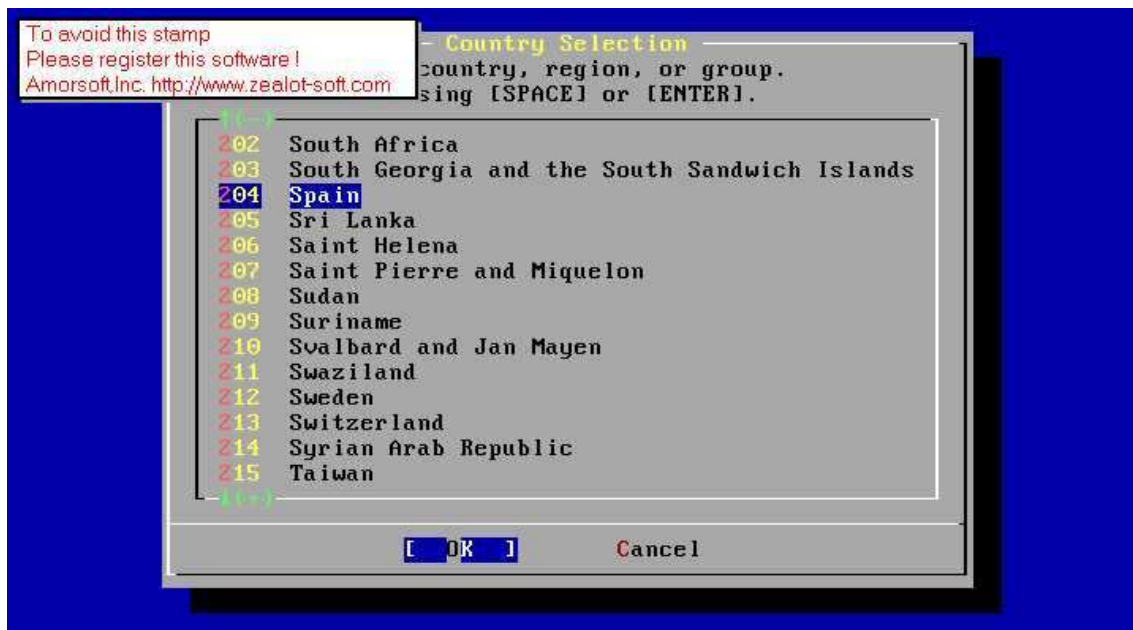 To avoid this stamp
Please register this software !
Amorsoft,Inc. http://www.zealot-soft.com
Country Selection
country, region, or group.
sing [SPACE] or [ENTER].
↑(-)
202 South Africa
203 South Georgia and the South Sandwich Islands
204 Spain
205 Sri Lanka
206 Saint Helena
207 Saint Pierre and Miquelon
208 Sudan
209 Suriname
210 Svalbard and Jan Mayen
211 Swaziland
212 Sweden
213 Switzerland
214 Syrian Arab Republic
215 Taiwan
↓(+)
[ OK ] Cancel